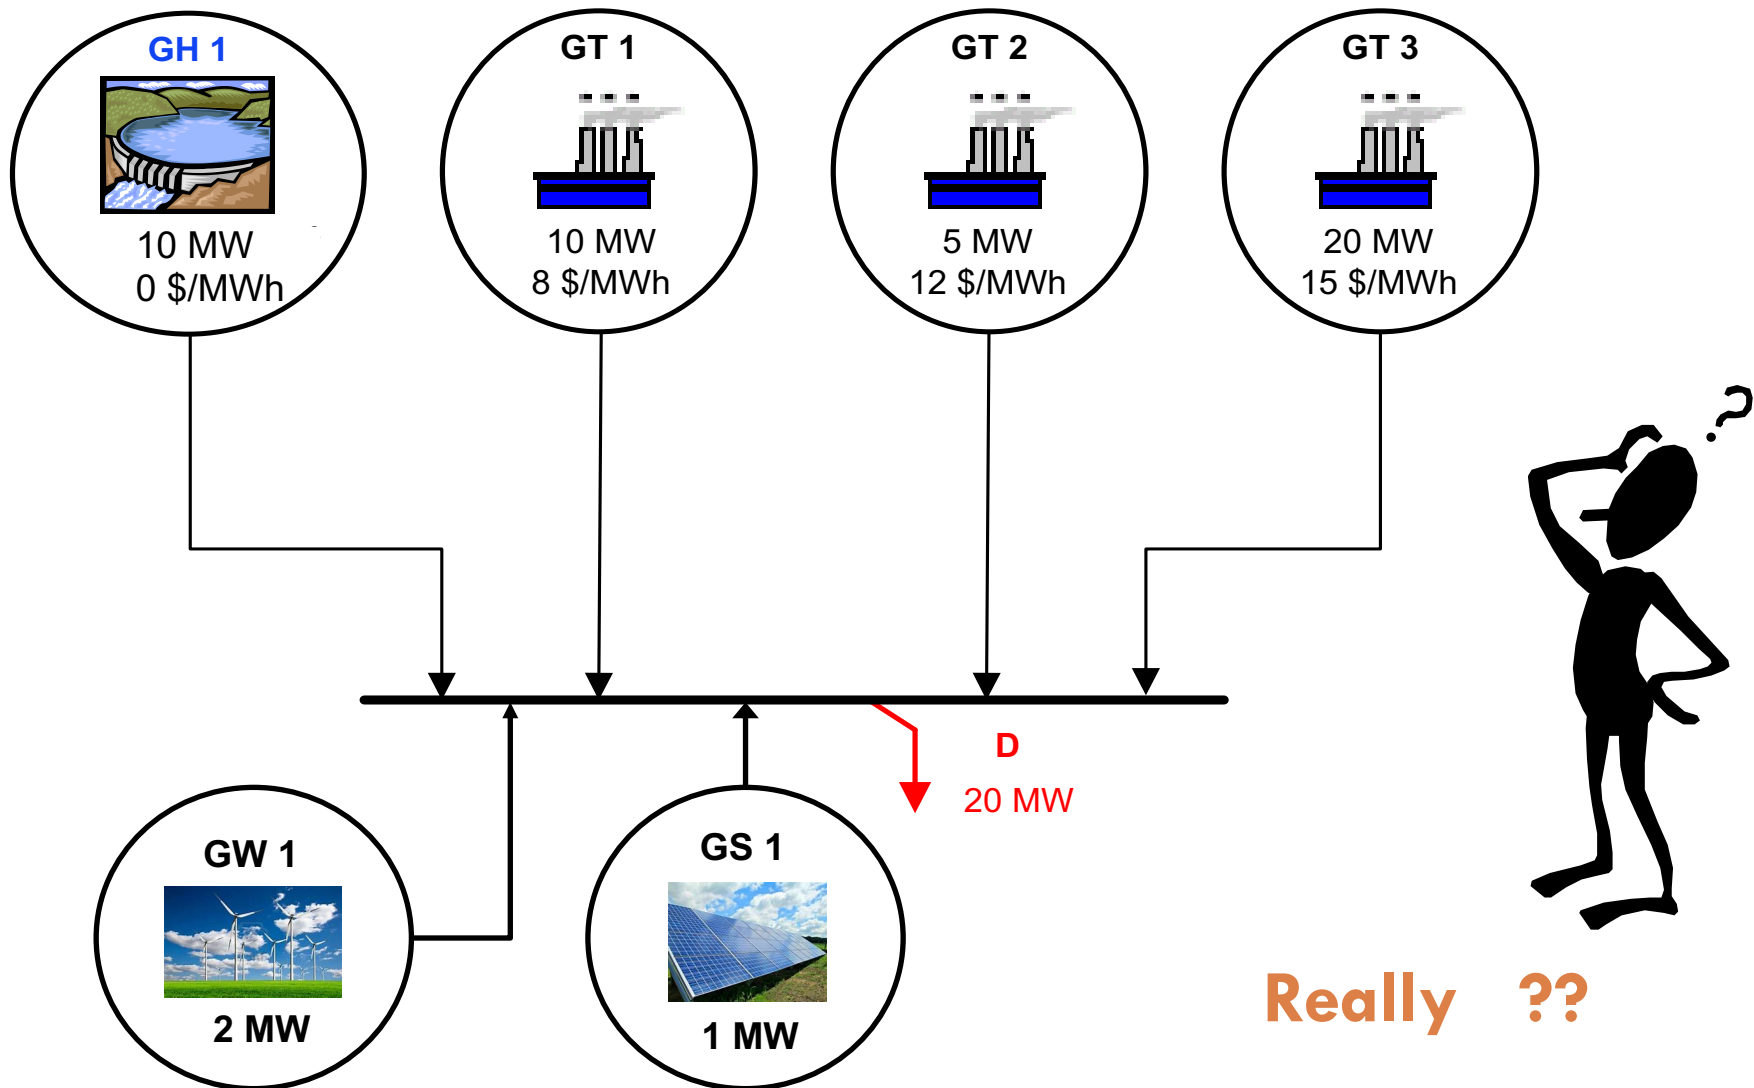 GH 1
10 MW
0 $/MWh
GT 1
10 MW
8 $/MWh
GT 2
5 MW
12 $/MWh
GT 3
20 MW
15 $/MWh
?
D
20 MW
GW 1
2 MW
GS 1
1 MW
Really ??